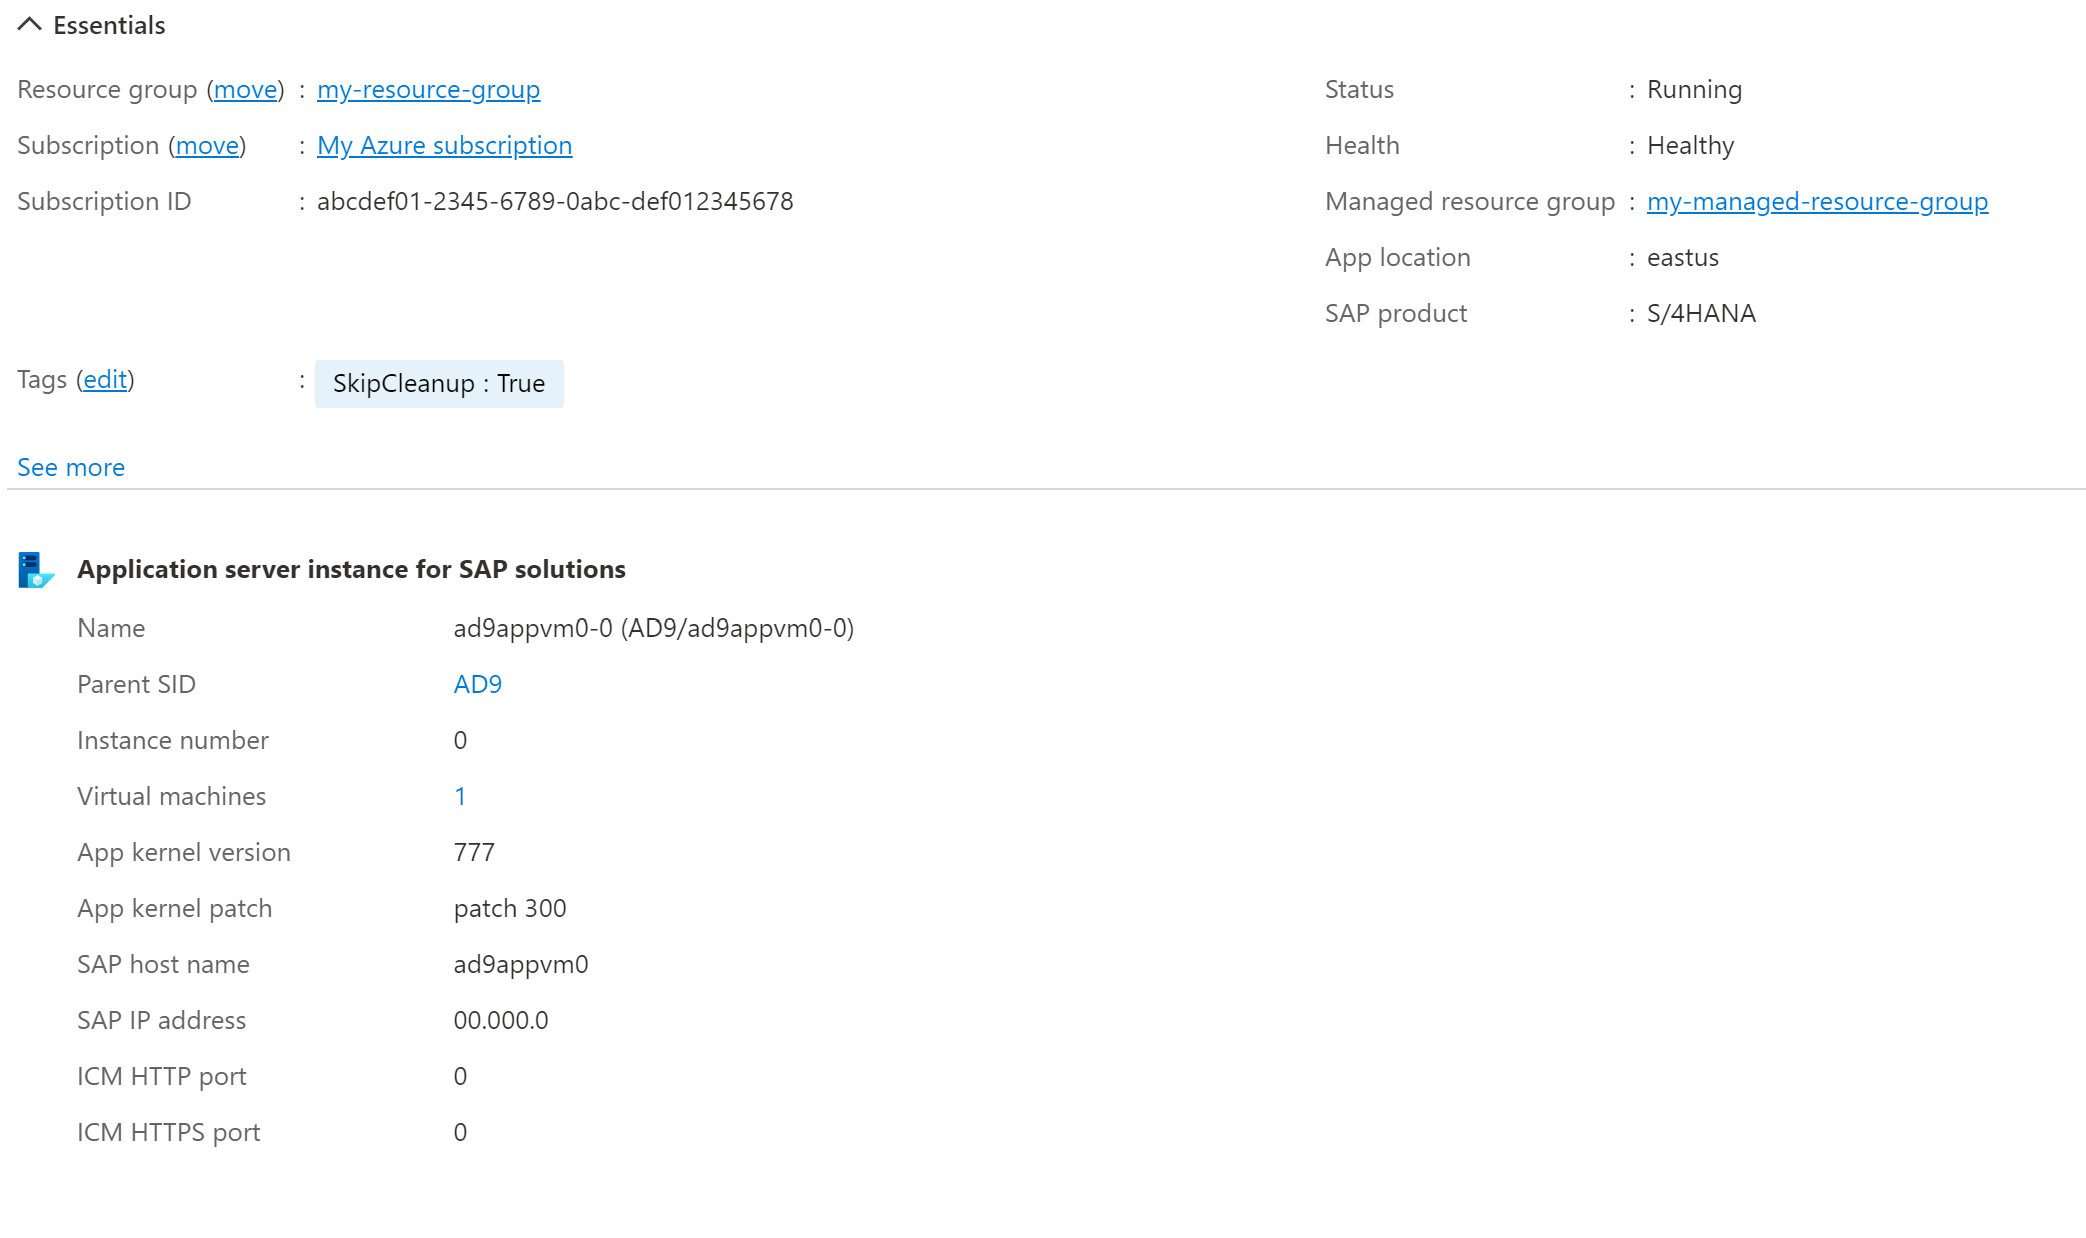 Essentials
Resource group (move) : my-resource-group
Subscription (move) : My Azure subscription
Subscription ID : abcdef01-2345-6789-0abc-def012345678
Status : Running
Health : Healthy
Managed resource group : my-managed-resource-group
App location : eastus
SAP product : S/4HANA
Tags (edit) : SkipCleanup : True
See more
Application server instance for SAP solutions
Name ad9appvm0-0 (AD9/ad9appvm0-0)
Parent SID AD9
Instance number 0
Virtual machines 1
App kernel version 777
App kernel patch patch 300
SAP host name ad9appvm0
SAP IP address 00.000.0
ICM HTTP port 0
ICM HTTPS port 0